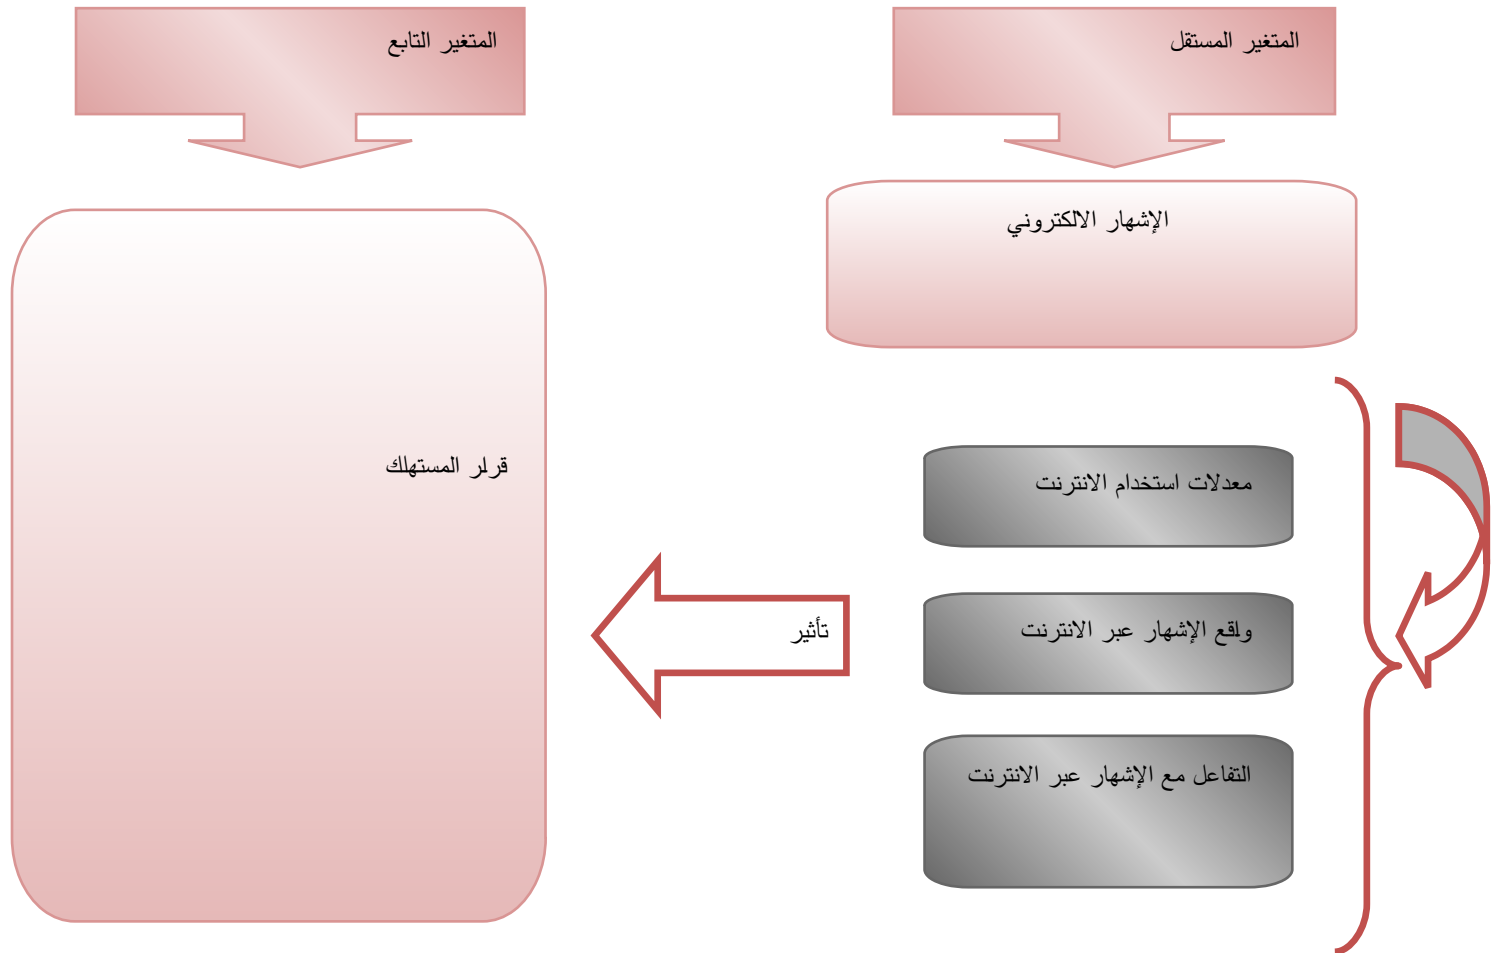 المتغير المستقل
المتغير التابع
الإشهار الالكتروني
معدلات استخدام الانترنت
واقع الإشهار عبر الانترنت
التفاعل مع الإشهار عبر الانترنت
تأثير
قرلر المستهلك